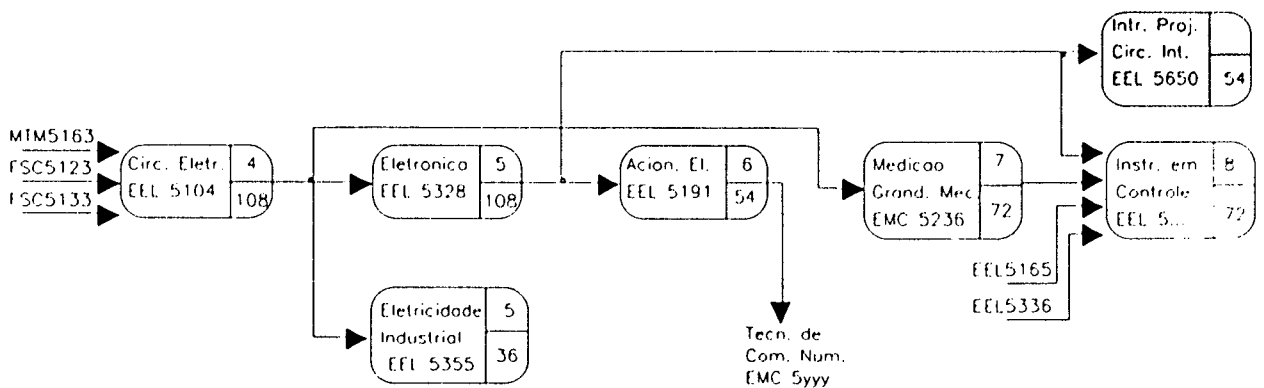 Intr. Proj.
Circ. Int.
EEL 5650
54
MTM5163
FSC5123
FSC5133
Circ. Eletr.
EEL 5104
4
108
Eletronica
EEL 5328
5
108
Acion. El.
EEL 5191
6
54
Medicao
Grand. Mec.
EMC 5236
7
72
Instr. em
Controle
EEL 5...
8
72
EEL5165
EEL5336
Eletricidade
Industrial
EEL 5355
5
36
Tecn. de
Com. Num.
EMC 5yyy